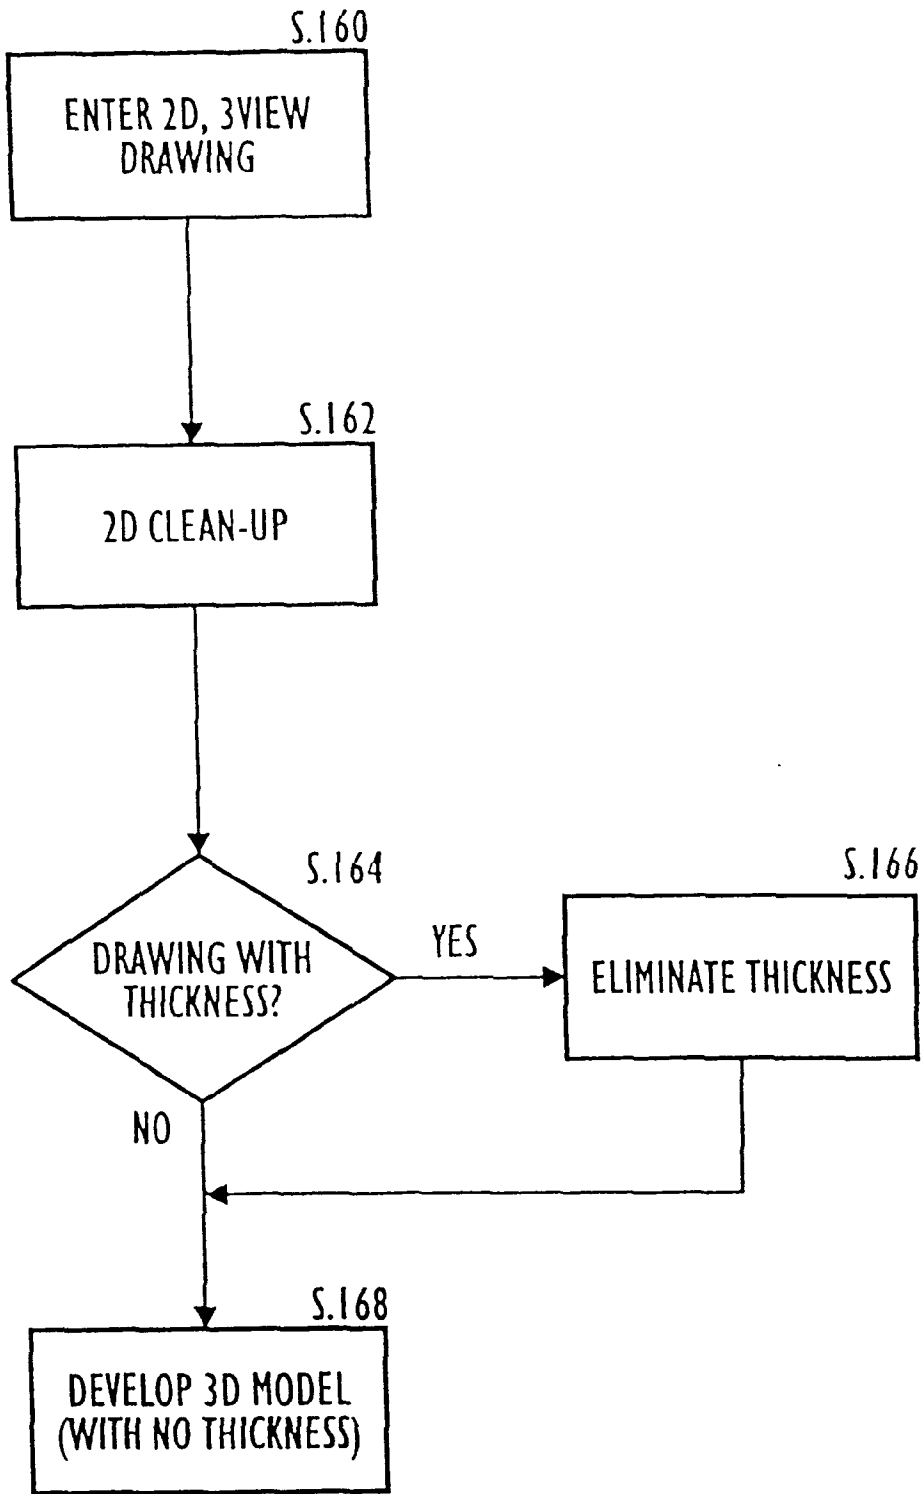 S.160
ENTER 2D, 3VIEW
DRAWING
S.162
2D CLEAN-UP
S.164
DRAWING WITH
THICKNESS?
YES
S.166
ELIMINATE THICKNESS
NO
S.168
DEVELOP 3D MODEL
(WITH NO THICKNESS)